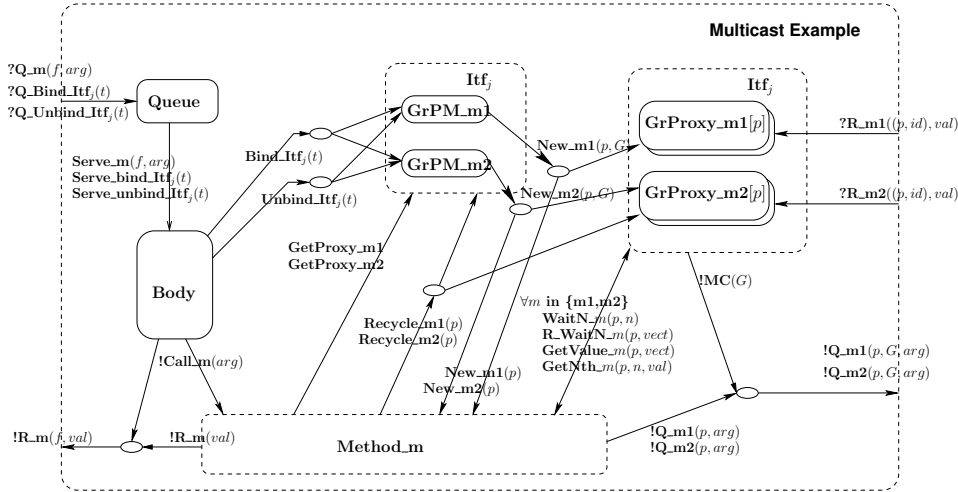 Multicast Example
?Q_m(f, arg)
?Q_Bind_Itf_j(t)
?Q_Unbind_Itf_j(t)
Queue
Itf_j
GrPM_m1
GrPM_m2
Itf_j
GrProxy_m1[p]
GrProxy_m2[p]
?R_m1((p, id), val)
?R_m2((p, id), val)
New_m1(p, G)
New_m2(p, G)
Bind_Itf_j(t)
Unbind_Itf_j(t)
Serve_m(f, arg)
Serve_bind_Itf_j(t)
Serve_unbind_Itf_j(t)
GetProxy_m1
GetProxy_m2
Body
!MC(G)
∀m in {m1,m2}
WaitN_m(p, n)
R_WaitN_m(p, vect)
GetValue_m(p, vect)
GetNth_m(p, n, val)
Recycle_m1(p)
Recycle_m2(p)
New_m1(p)
New_m2(p)
!Call_m(arg)
!Q_m1(p, G, arg)
!Q_m2(p, G, arg)
!R_m(f, val)
!R_m(val)
Method_m
!Q_m1(p, arg)
!Q_m2(p, arg)